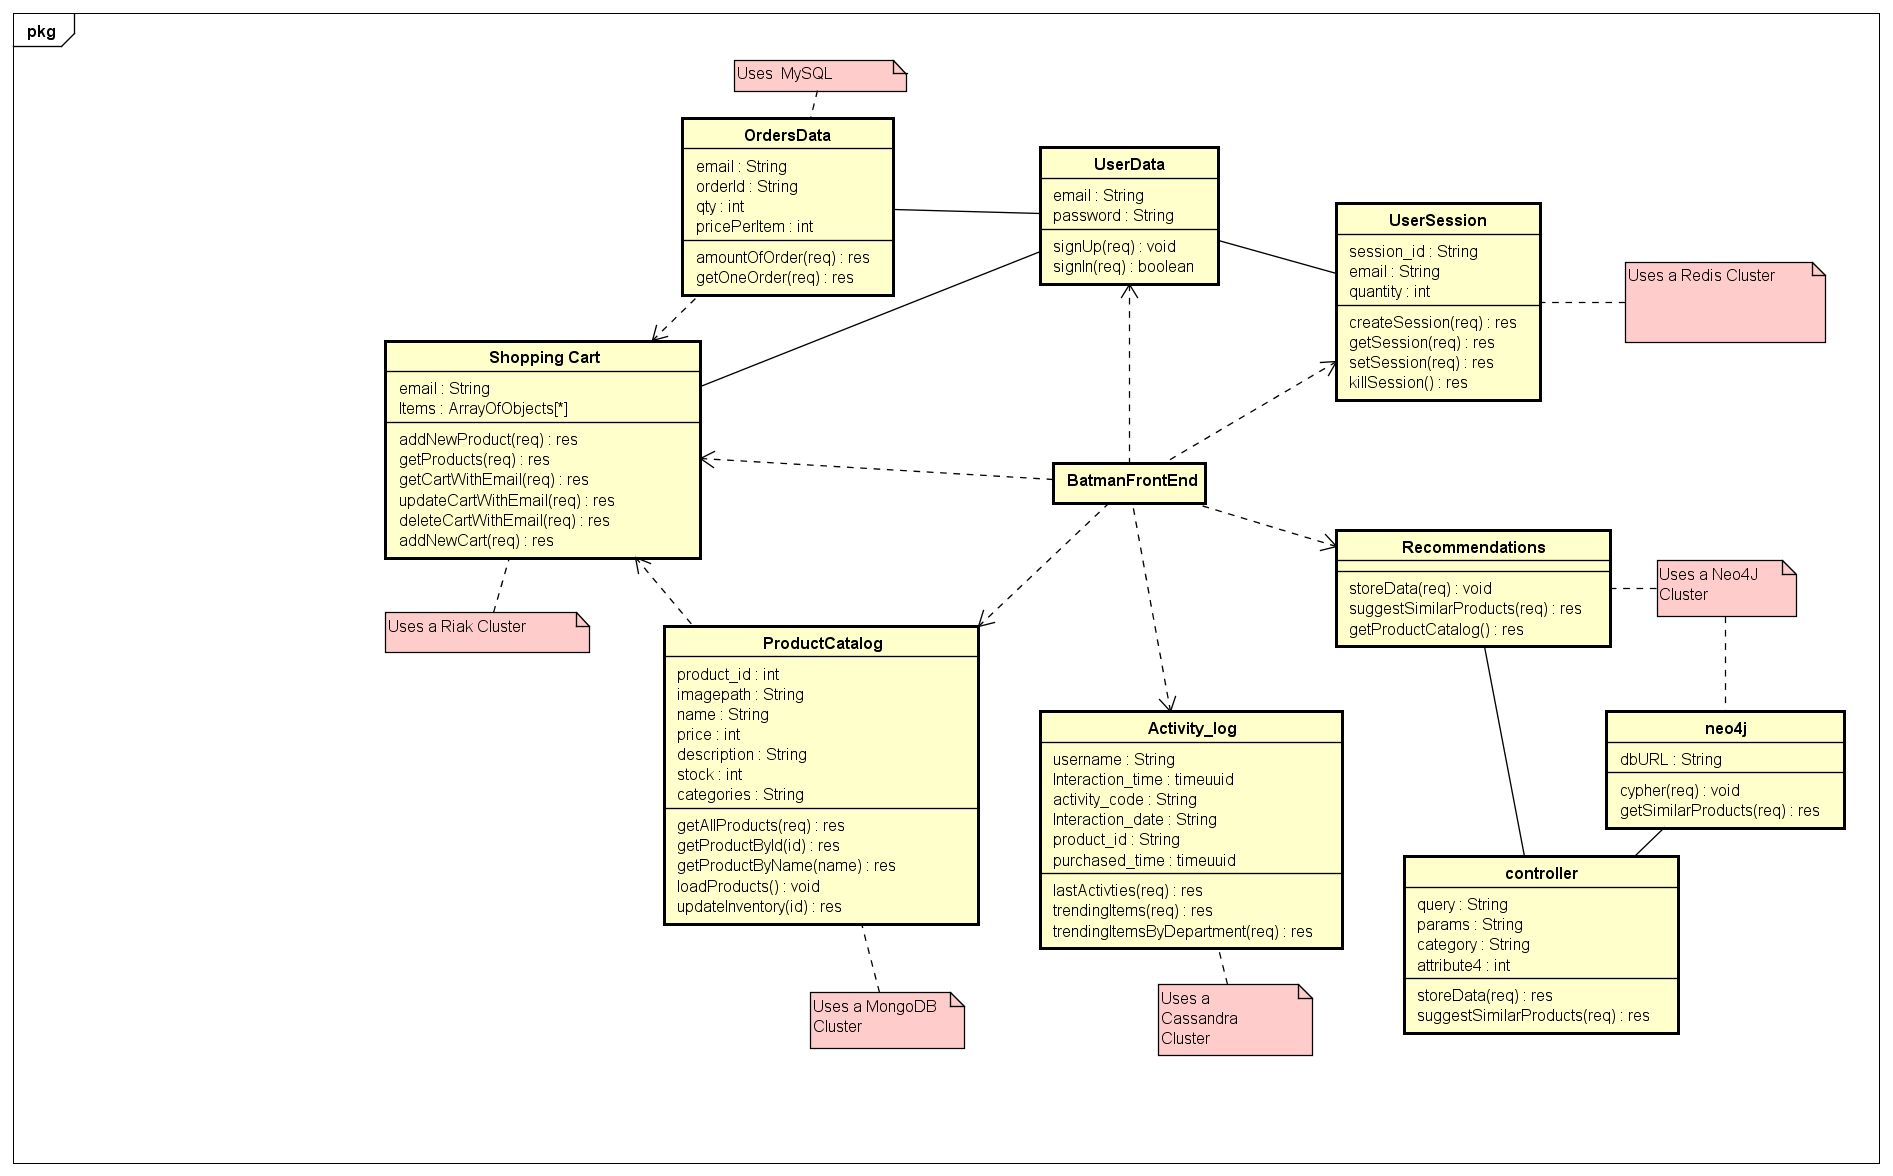 pkg
Uses  MySQL
OrdersData
email : String
orderId : String
qty : int
pricePerItem : int
amountOfOrder(req) : res
getOneOrder(req) : res
UserData
email : String
password : String
signUp(req) : void
signIn(req) : boolean
UserSession
session_id : String
email : String
quantity : int
createSession(req) : res
getSession(req) : res
setSession(req) : res
killSession() : res
Uses a Redis Cluster
Shopping Cart
email : String
Items : ArrayOfObjects[*]
addNewProduct(req) : res
getProducts(req) : res
getCartWithEmail(req) : res
updateCartWithEmail(req) : res
deleteCartWithEmail(req) : res
addNewCart(req) : res
Uses a Riak Cluster
BatmanFrontEnd
Recommendations
storeData(req) : void
suggestSimilarProducts(req) : res
getProductCatalog() : res
Uses a Neo4J
Cluster
ProductCatalog
product_id : int
imagepath : String
name : String
price : int
description : String
stock : int
categories : String
getAllProducts(req) : res
getProductById(id) : res
getProductByName(name) : res
loadProducts() : void
updateInventory(id) : res
Uses a MongoDB
Cluster
Activity_log
username : String
Interaction_time : timeuuid
activity_code : String
Interaction_date : String
product_id : String
purchased_time : timeuuid
lastActivties(req) : res
trendingItems(req) : res
trendingItemsByDepartment(req) : res
Uses a
Cassandra
Cluster
neo4j
dbURL : String
cypher(req) : void
getSimilarProducts(req) : res
controller
query : String
params : String
category : String
attribute4 : int
storeData(req) : res
suggestSimilarProducts(req) : res